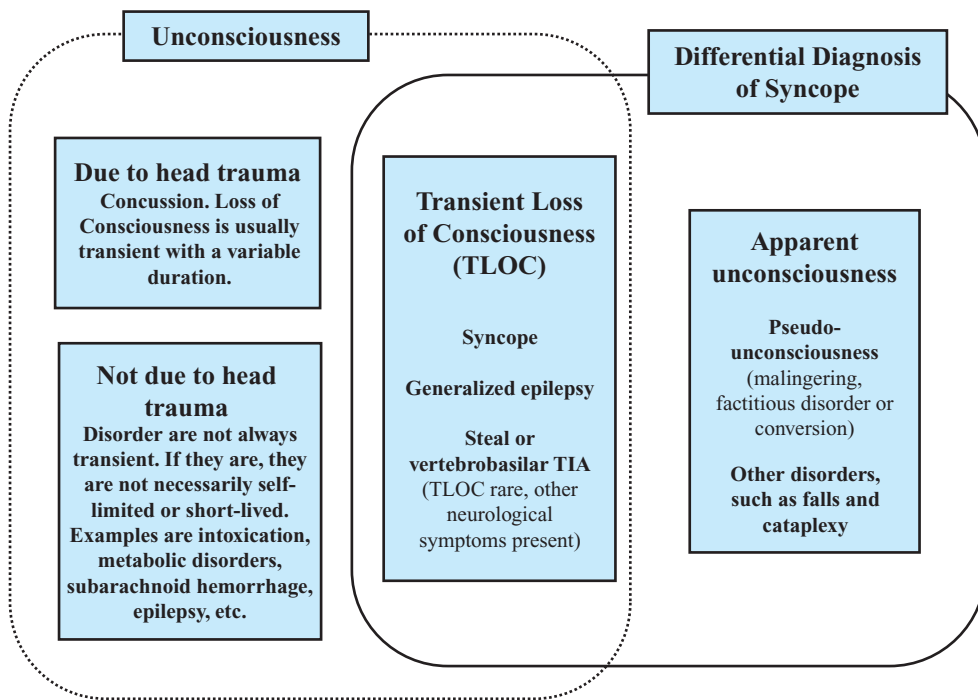 Unconsciousness
Differential Diagnosis
of Syncope
Due to head trauma
Concussion. Loss of
Consciousness is usually
transient with a variable
duration.
Not due to head
trauma
Disorder are not always
transient. If they are, they
are not necessarily self-
limited or short-lived.
Examples are intoxication,
metabolic disorders,
subarachnoid hemorrhage,
epilepsy, etc.
Transient Loss
of Consciousness
(TLOC)
Syncope
Generalized epilepsy
Steal or
vertebrobasilar TIA
(TLOC rare, other
neurological
symptoms present)
Apparent
unconsciousness
Pseudo-
unconsciousness
(malingering,
factitious disorder or
conversion)
Other disorders,
such as falls and
cataplexy